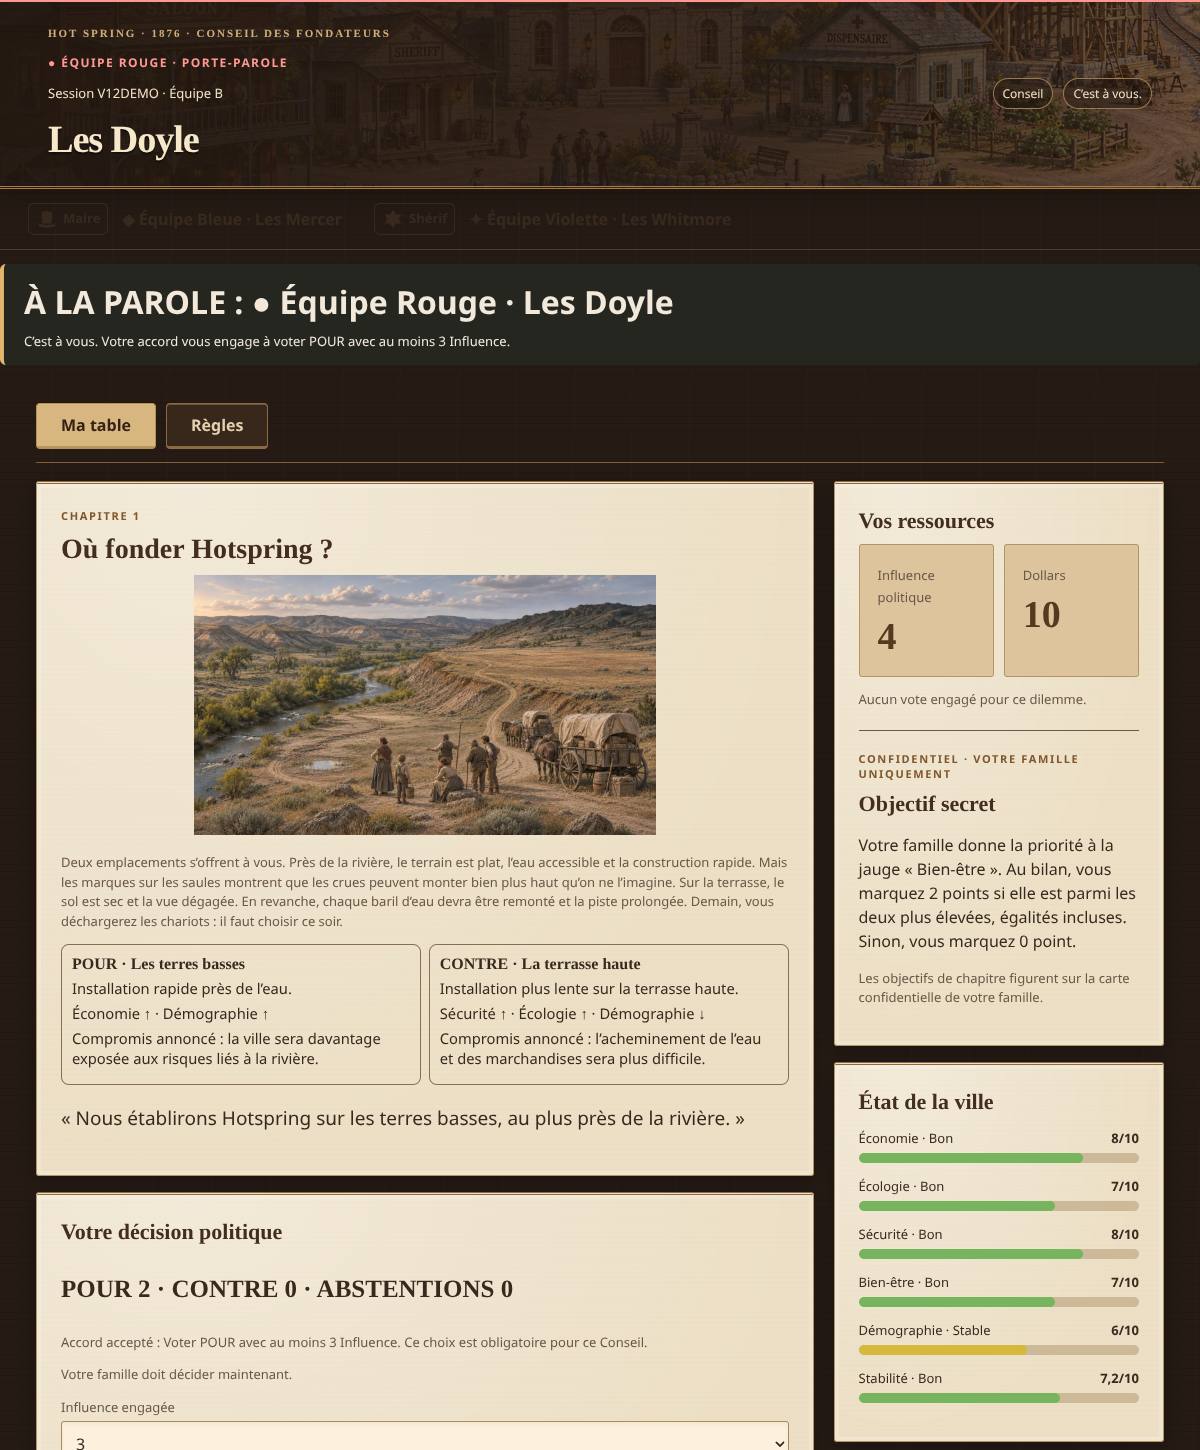 SALOON
SHERIFF
DISPENSAIRE
HOT SPRING · 1876 · CONSEIL DES FONDATEURS
● ÉQUIPE ROUGE · PORTE-PAROLE
Session V12DEMO · Équipe B
Conseil
C'est à vous.
Les Doyle
Maire
◆ Équipe Bleue · Les Mercer
Shérif
✦ Équipe Violette · Les Whitmore
À LA PAROLE : ● Équipe Rouge · Les Doyle
C'est à vous. Votre accord vous engage à voter POUR avec au moins 3 Influence.
Ma table
Règles
CHAPITRE 1
Où fonder Hotspring ?
Deux emplacements s’offrent à vous. Près de la rivière, le terrain est plat, l’eau accessible et la construction rapide. Mais
les marques sur les saules montrent que les crues peuvent monter bien plus haut qu’on ne l’imagine. Sur la terrasse, le
sol est sec et la vue dégagée. En revanche, chaque baril d’eau devra être remonté et la piste prolongée. Demain, vous
déchargerez les chariots : il faut choisir ce soir.
POUR · Les terres basses
Installation rapide près de l’eau.
Économie ↑ · Démographie ↑
Compromis annoncé : la ville sera davantage
exposée aux risques liés à la rivière.
CONTRE · La terrasse haute
Installation plus lente sur la terrasse haute.
Sécurité ↑ · Écologie ↑ · Démographie ↓
Compromis annoncé : l’acheminement de l’eau
et des marchandises sera plus difficile.
« Nous établirons Hotspring sur les terres basses, au plus près de la rivière. »
Votre décision politique
POUR 2 · CONTRE 0 · ABSTENTIONS 0
Accord accepté : Voter POUR avec au moins 3 Influence. Ce choix est obligatoire pour ce Conseil.
Votre famille doit décider maintenant.
Influence engagée
3
Vos ressources
Influence
politique
4
Dollars
10
Aucun vote engagé pour ce dilemme.
CONFIDENTIEL · VOTRE FAMILLE
UNIQUEMENT
Objectif secret
Votre famille donne la priorité à la
jauge « Bien-être ». Au bilan, vous
marquez 2 points si elle est parmi les
deux plus élevées, égalités incluses.
Sinon, vous marquez 0 point.
Les objectifs de chapitre figurent sur la carte
confidentielle de votre famille.
État de la ville
Économie · Bon 8/10
Écologie · Bon 7/10
Sécurité · Bon 8/10
Bien-être · Bon 7/10
Démographie · Stable 6/10
Stabilité · Bon 7,2/10